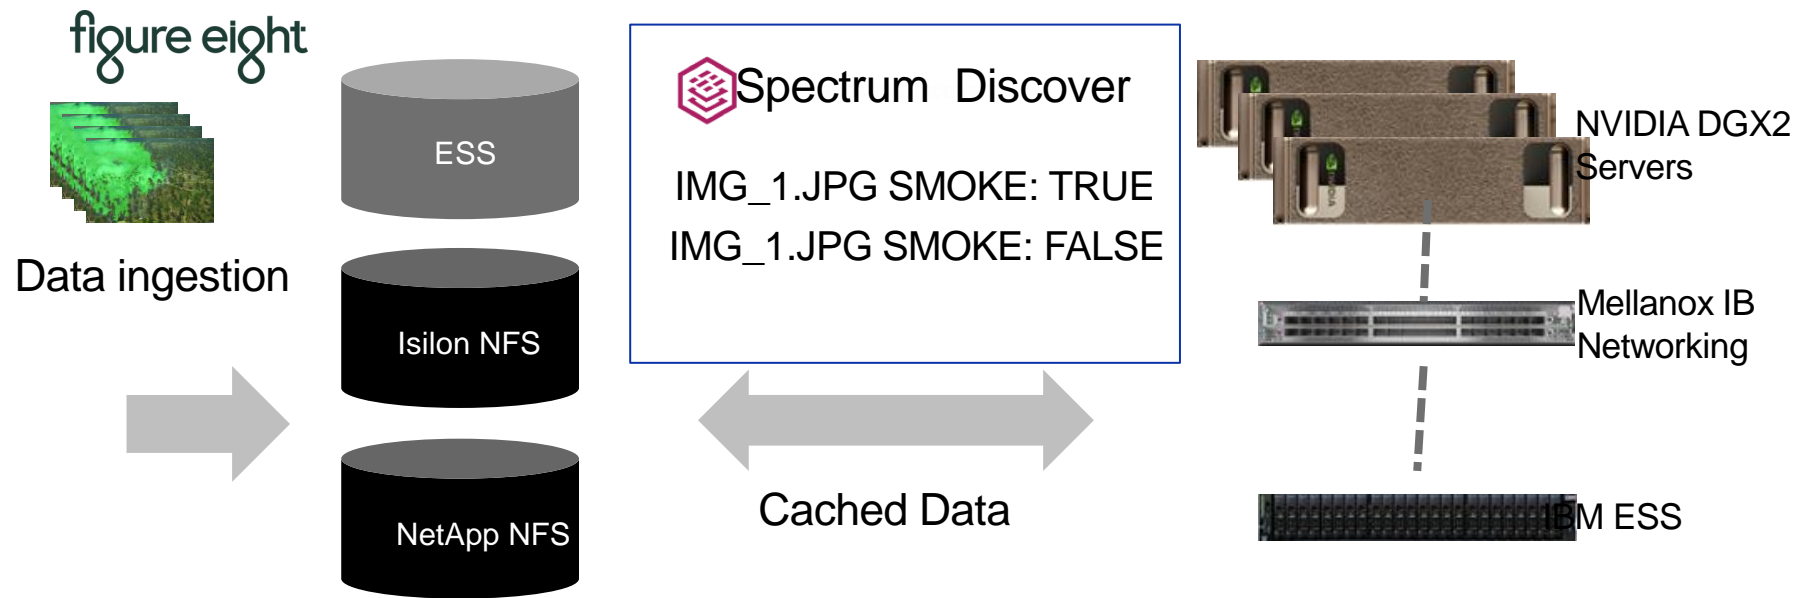 figure eight
Data ingestion
ESS
Isilon NFS
NetApp NFS
Spectrum Discover
IMG_1.JPG SMOKE: TRUE
IMG_1.JPG SMOKE: FALSE
Cached Data
NVIDIA DGX2
Servers
NVIDIA
Mellanox IB
Networking
IBM ESS